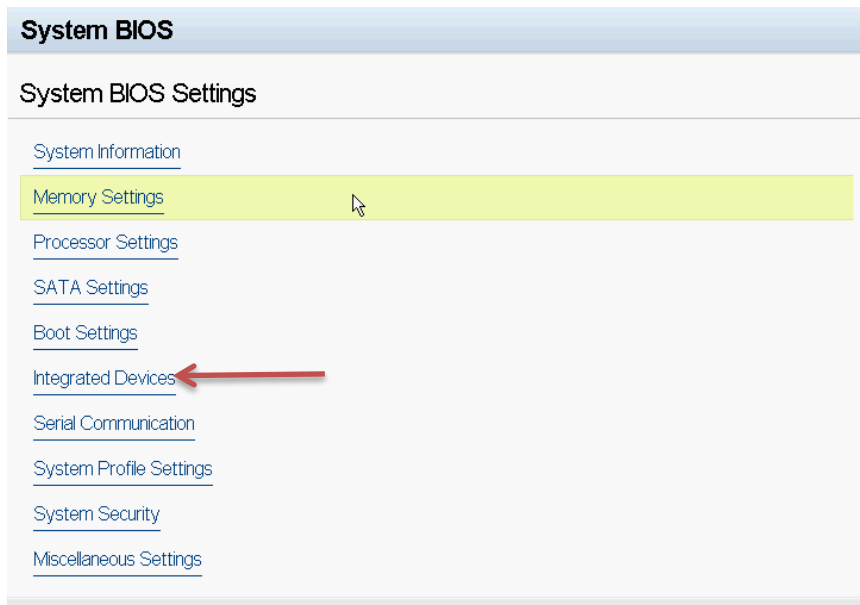 System BIOS
System BIOS Settings
System Information
Memory Settings
Processor Settings
SATA Settings
Boot Settings
Integrated Devices
Serial Communication
System Profile Settings
System Security
Miscellaneous Settings